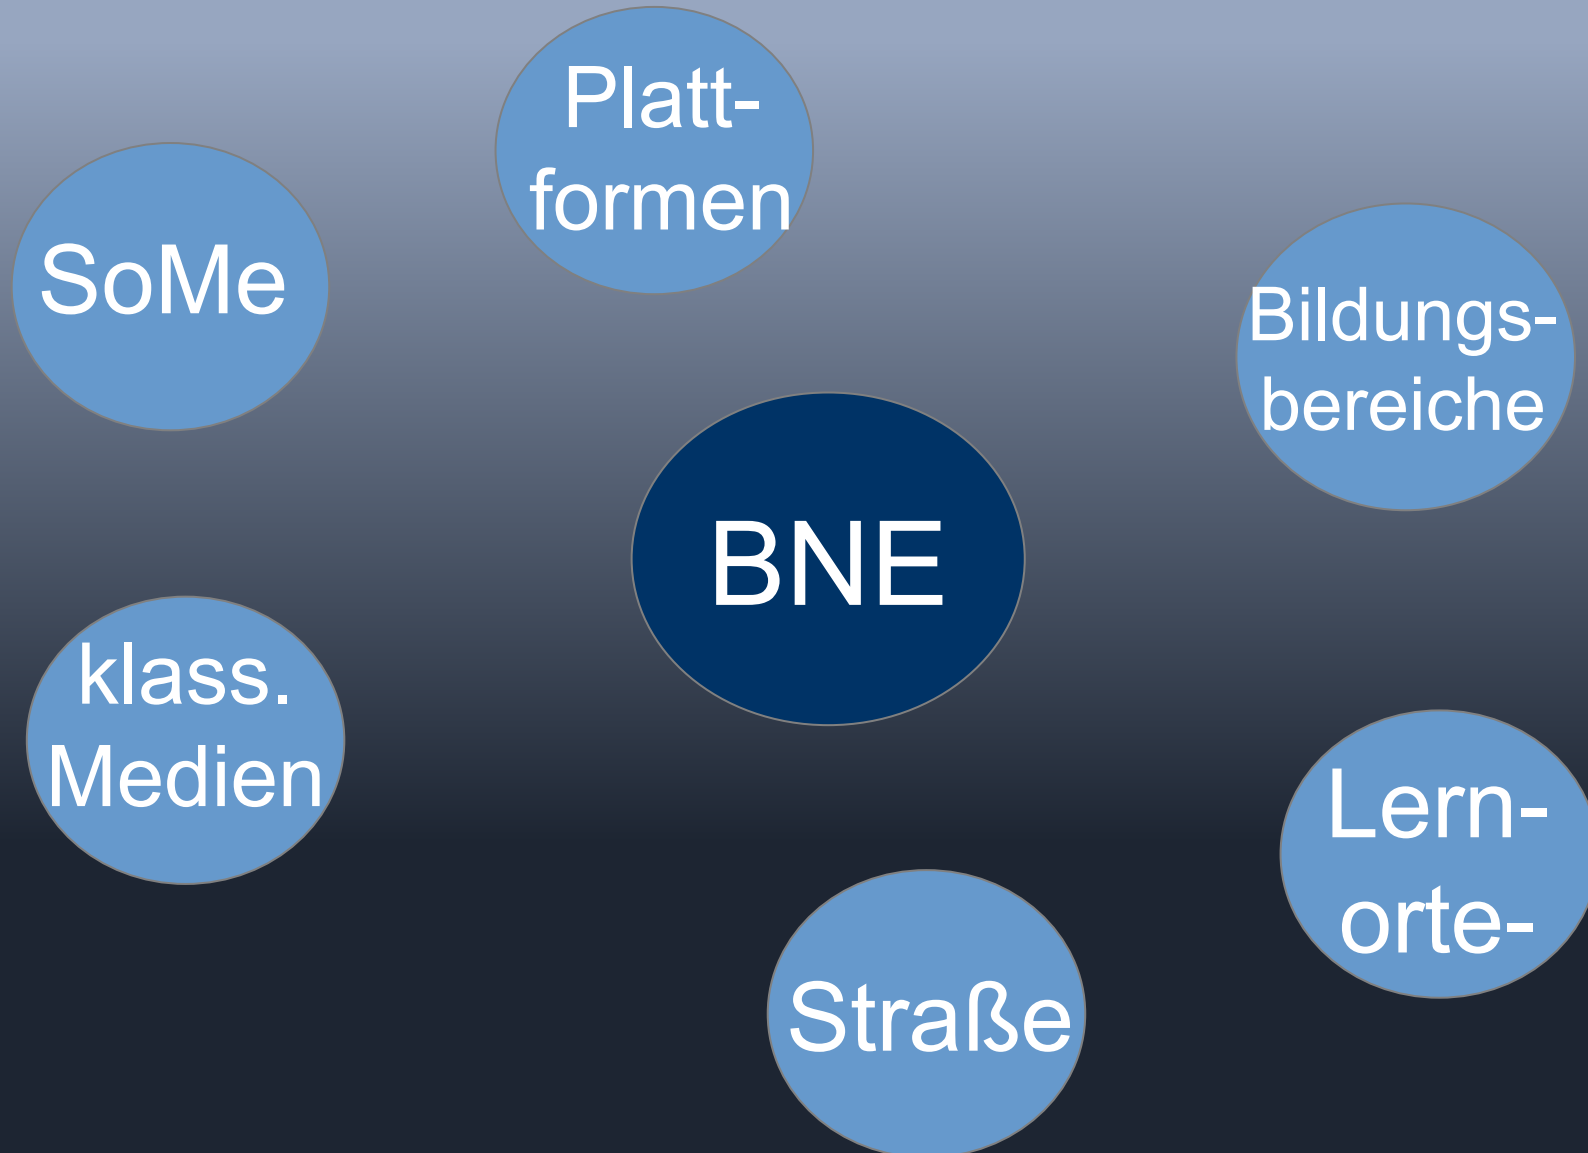 Platt-
formen
SoMe
Bildungs-
bereiche
BNE
klass.
Medien
Lern-
orte-
Straße